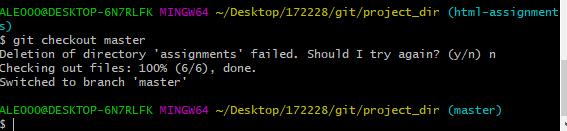 ALEOOO@DESKTOP-6N7RLFK MINGW64 ~/Desktop/172228/git/project_dir (html-assignment
s)
$ git checkout master
Deletion of directory 'assignments' failed. Should I try again? (y/n) n
Checking out files: 100% (6/6), done.
Switched to branch 'master'
ALEOOO@DESKTOP-6N7RLFK MINGW64 ~/Desktop/172228/git/project_dir (master)
$